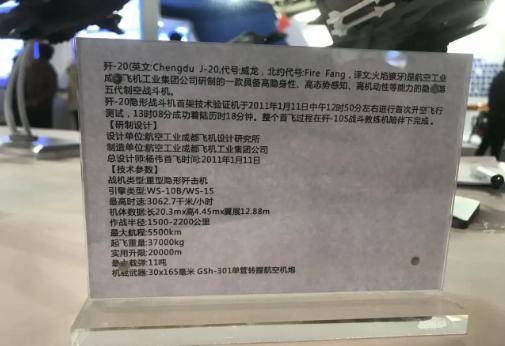 歼-20(英文:Chengdu J-20,代号:威龙，北约代号:Fire Fang，译文:火焰獠牙)是航空工业
成 飞机工业集团公司研制的一款具备高隐身性、高态势感知、高机动性等能力的隐 第
五代制空战斗机。
歼-20隐形战斗机首架技术验证机于2011年1月11日中午12时50分左右进行首次升空飞行
测试，13时08分成功着陆历时18分钟。整个首飞过程在歼-10S战斗教练机陪伴下完成。
【研制设计】
设计单位:航空工业成都飞机设计研究所
制造单位:航空工业成都飞机工业集团公司
总设计师:杨伟首飞时间:2011年1月11日
【技术参数】
战机类型:重型隐形歼击机
引擎类型:WS-10B/WS-15
最高时速:3062.7千米/小时
机体数据:长20.3mx高4.45mx翼展12.88m
作战半径:1500-2200公里
最大航程:5500km
起飞重量:37000kg
实用升限:20000m
最 载弹:11吨
机载武器:30x165毫米 GSh-301单管转膛航空机炮